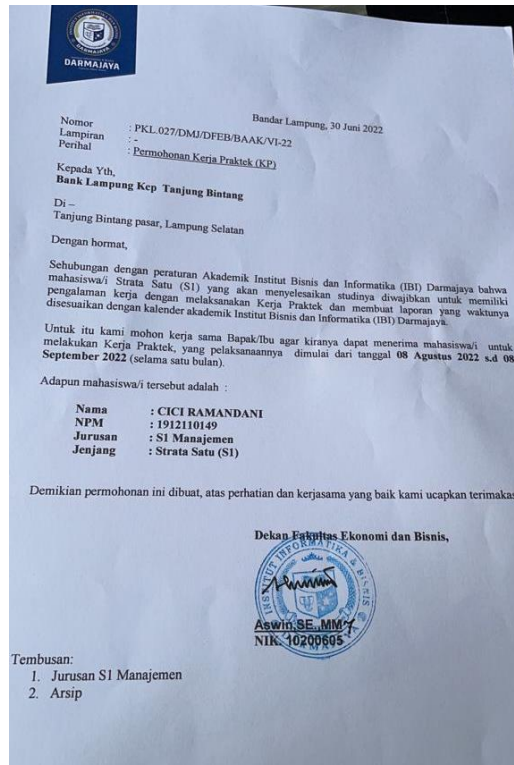 DARMAJAYA
Bandar Lampung, 30 Juni 2022
Nomor : PKL.027/DMJ/DFEB/BAAK/VI-22
Lampiran : -
Perihal : Permohonan Kerja Praktek (KP)
Kepada Yth,
Bank Lampung Kcp Tanjung Bintang
Di –
Tanjung Bintang pasar, Lampung Selatan
Dengan hormat,
Sehubungan dengan peraturan Akademik Institut Bisnis dan Informatika (IBI) Darmajaya bahwa
mahasiswa/i Strata Satu (S1) yang akan menyelesaikan studinya diwajibkan untuk memiliki
pengalaman kerja dengan melaksanakan Kerja Praktek dan membuat laporan yang waktunya
disesuaikan dengan kalender akademik Institut Bisnis dan Informatika (IBI) Darmajaya.
Untuk itu kami mohon kerja sama Bapak/Ibu agar kiranya dapat menerima mahasiswa/i untuk
melakukan Kerja Praktek, yang pelaksanaannya dimulai dari tanggal 08 Agustus 2022 s.d 08
September 2022 (selama satu bulan).
Adapun mahasiswa/i tersebut adalah :
Nama : CICI RAMANDANI
NPM : 1912110149
Jurusan : S1 Manajemen
Jenjang : Strata Satu (S1)
Demikian permohonan ini dibuat, atas perhatian dan kerjasama yang baik kami ucapkan terimakas
Dekan Fakultas Ekonomi dan Bisnis,
INSTITUT INFORMATIKA & BISNIS
Aswin,SE.,MM
NIK. 10200605
Tembusan:
1. Jurusan S1 Manajemen
2. Arsip